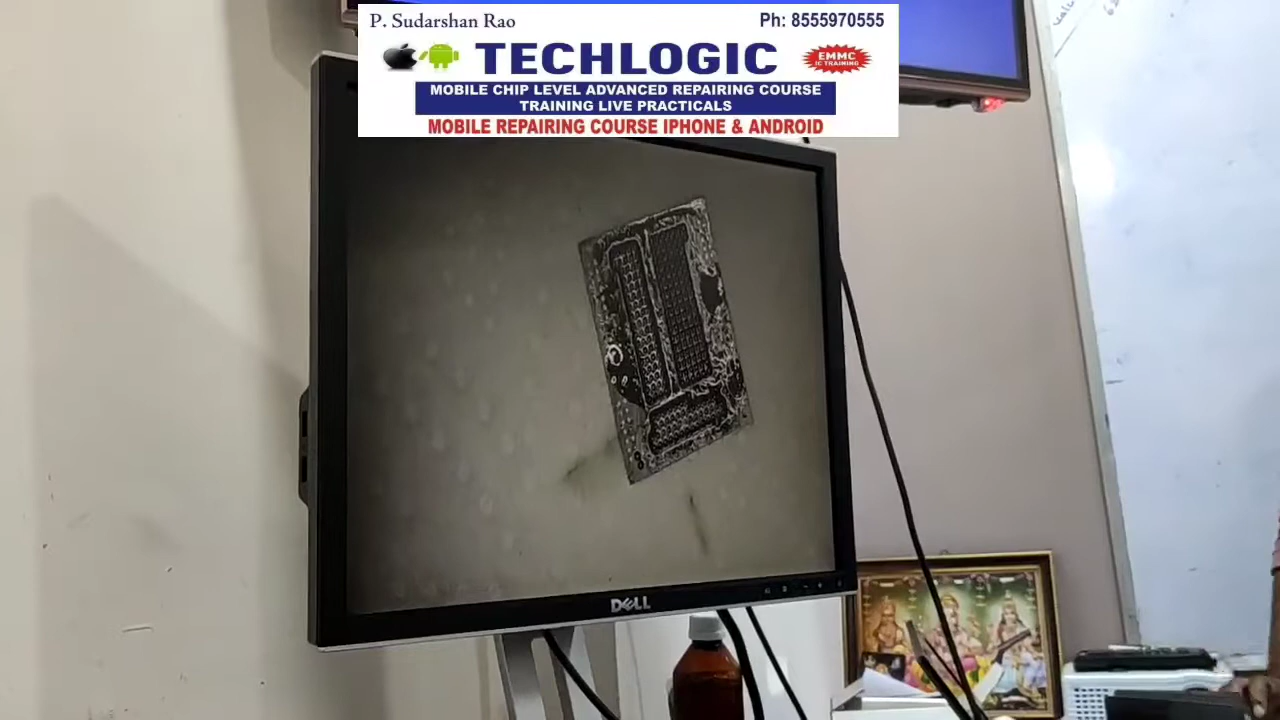 P. Sudarshan Rao
Ph: 8555970555
TECHLOGIC
EMMC
IC TRAINING
MOBILE CHIP LEVEL ADVANCED REPAIRING COURSE
TRAINING LIVE PRACTICALS
MOBILE REPAIRING COURSE IPHONE & ANDROID
DELL